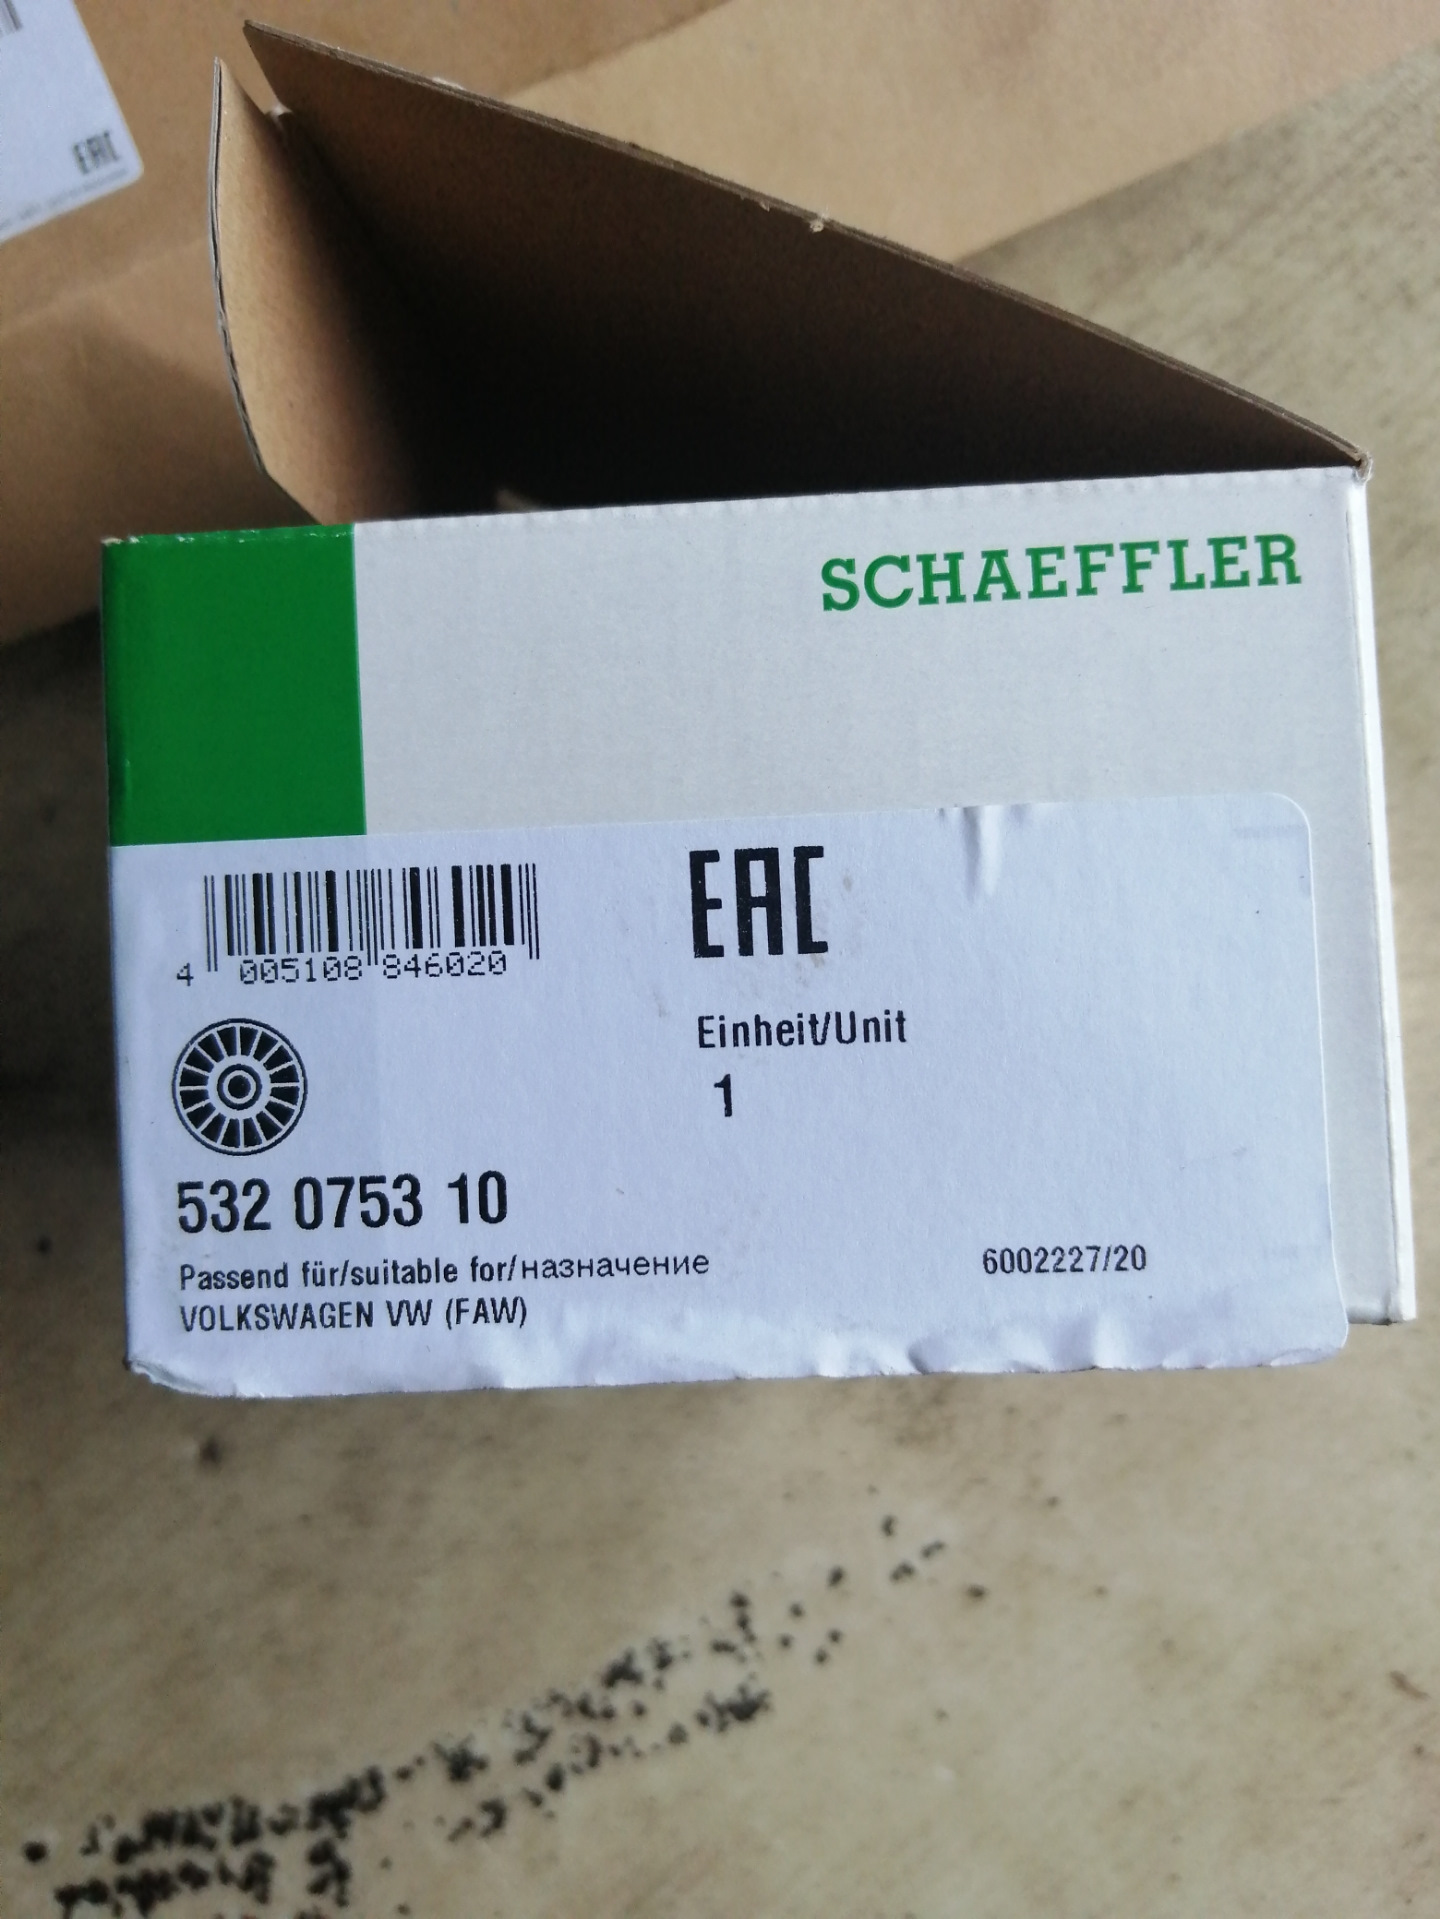 EAC
SCHAEFFLER
4 005108 846020
EAC
Einheit/Unit
1
532 0753 10
Passend für/suitable for/назначение
VOLKSWAGEN VW (FAW)
6002227/20